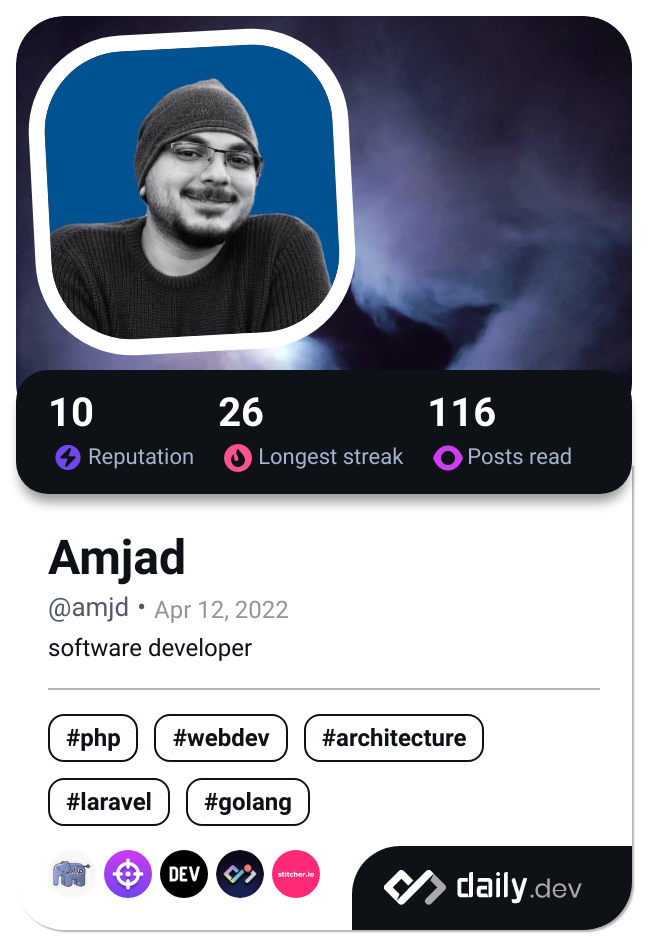 10 26 116
Reputation Longest streak Posts read
Amjad
@amjd • Apr 12, 2022
software developer
#php #webdev #architecture
#laravel #golang
php DEV stitcher.io
daily.dev